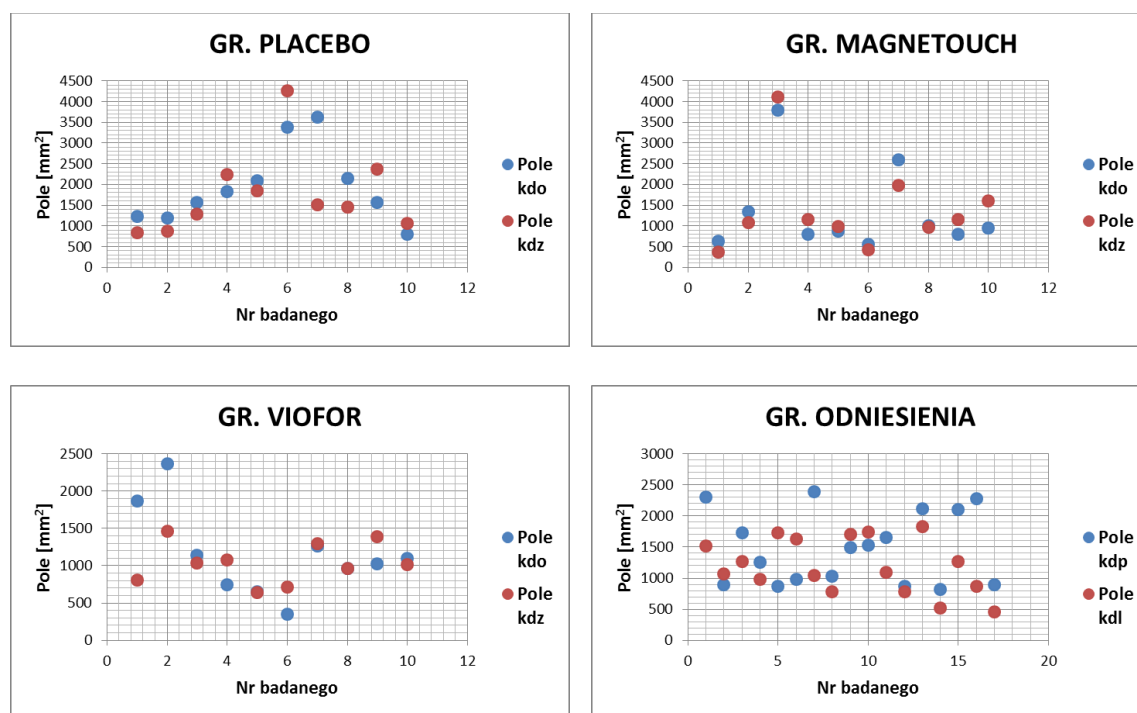 GR. PLACEBO
Pole [mm²]
4500
4000
3500
3000
2500
2000
1500
1000
500
0
0 2 4 6 8 10 12
Nr badanego
Pole
kdo
Pole
kdz
GR. MAGNETOUCH
Pole [mm²]
4500
4000
3500
3000
2500
2000
1500
1000
500
0
0 2 4 6 8 10 12
Nr badanego
Pole
kdo
Pole
kdz
GR. VIOFOR
Pole [mm²]
2500
2000
1500
1000
500
0
0 2 4 6 8 10 12
Nr badanego
Pole
kdo
Pole
kdz
GR. ODNIESIENIA
Pole [mm²]
3000
2500
2000
1500
1000
500
0
0 5 10 15 20
Nr badanego
Pole
kdp
Pole
kdl